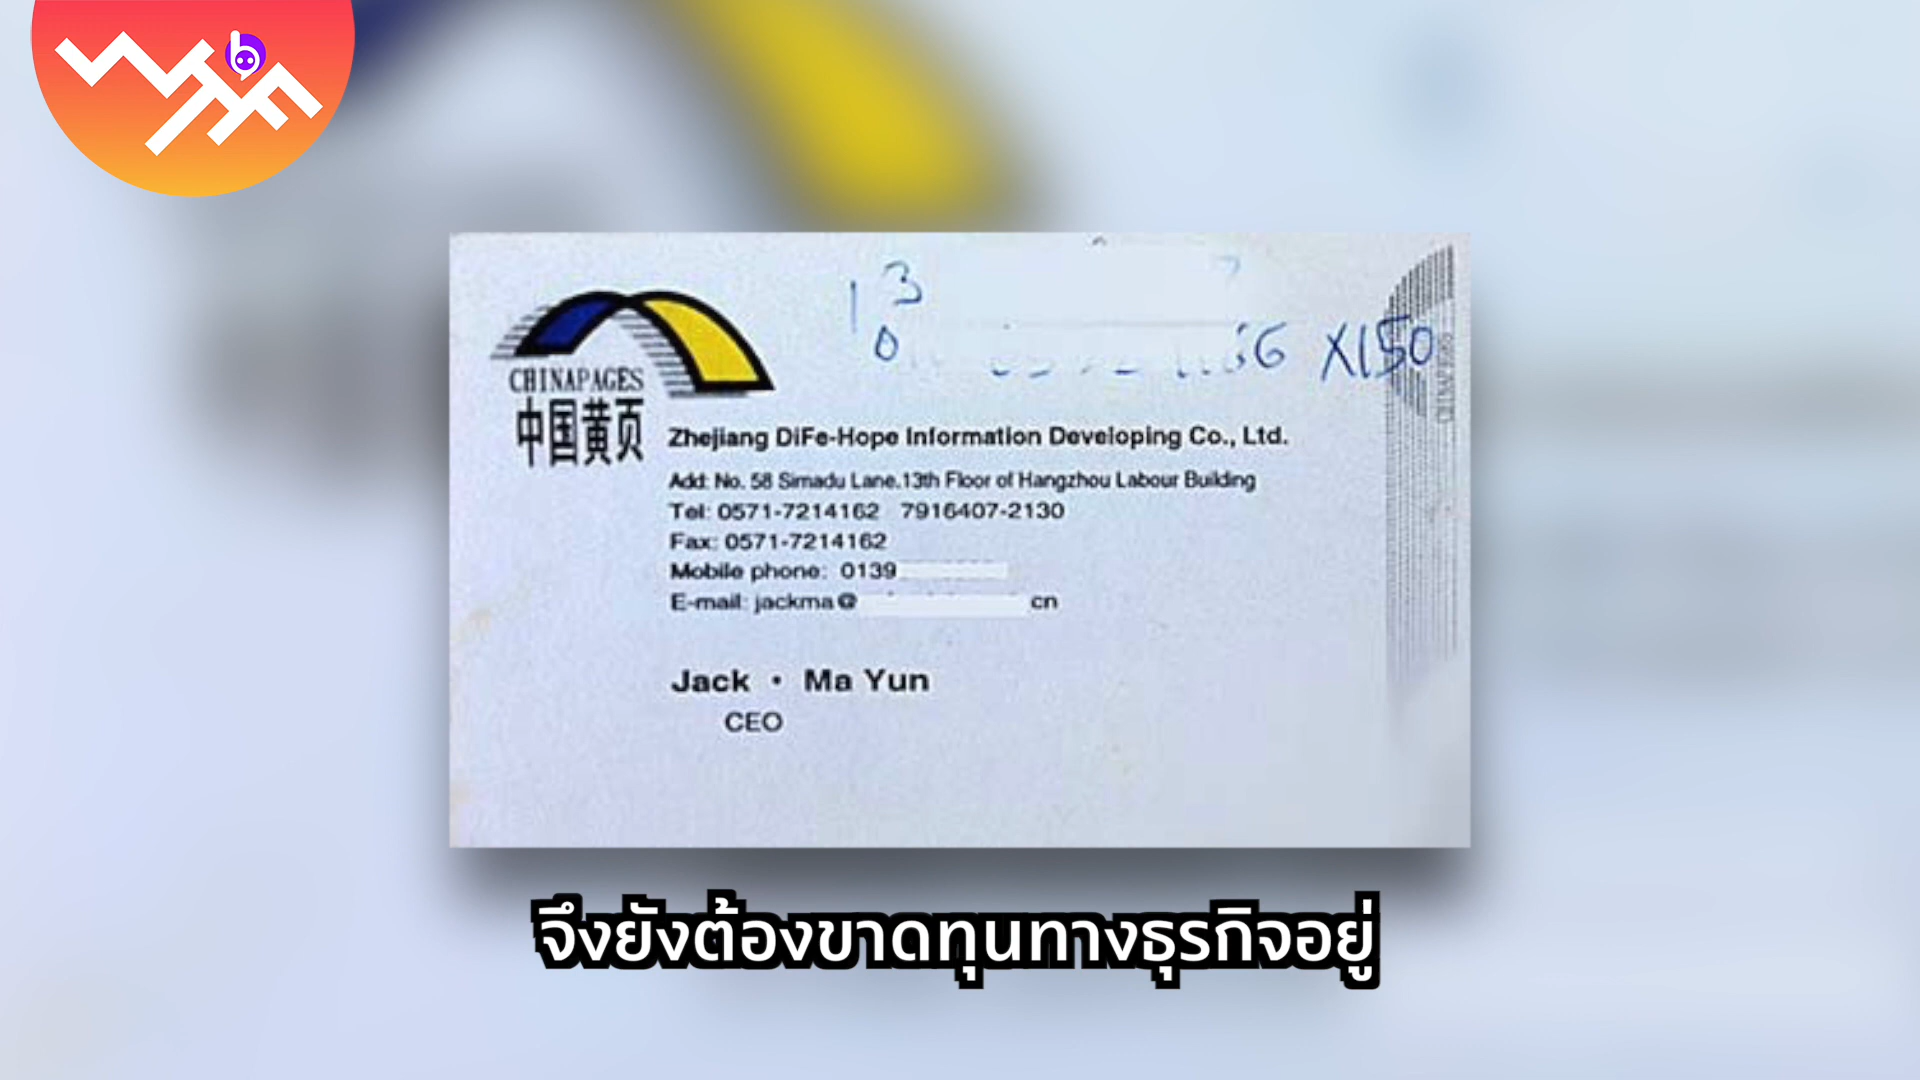 13
0 6G X150
CHINAPAGES
中国黄页
Zhejiang DiFe-Hope Information Developing Co., Ltd.
Add: No. 58 Simadu Lane.13th Floor of Hangzhou Labour Building
Tel: 0571-7214162 7916407-2130
Fax: 0571-7214162
Mobile phone: 0139
E-mail: jackma@ cn
Jack · Ma Yun
CEO
จึงยังต้องขาดทุนทางธุรกิจอยู่